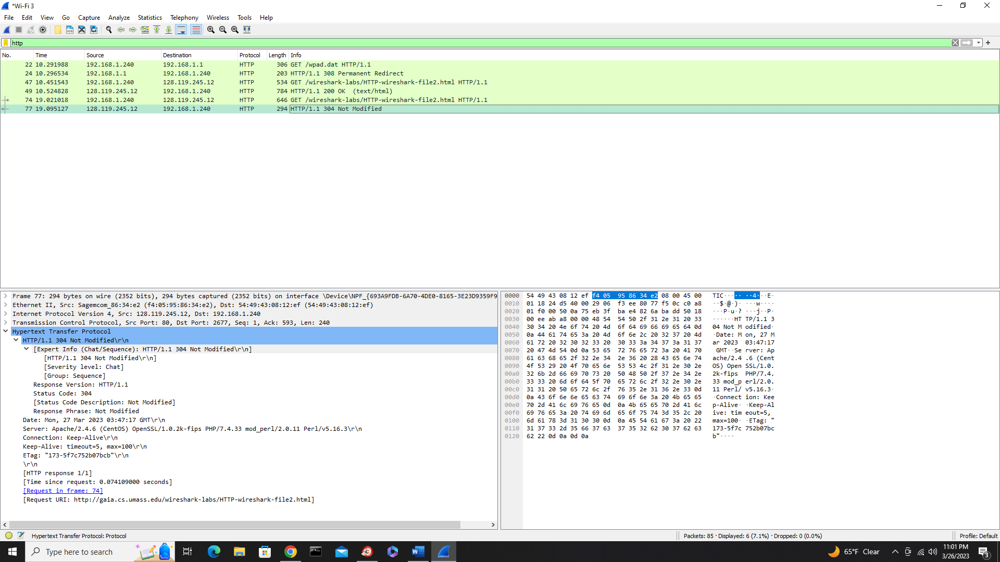 *Wi-Fi 3
File Edit View Go Capture Analyze Statistics Telephony Wireless Tools Help
http
No. Time Source Destination Protocol Length Info
22 10.291988 192.168.1.240 192.168.1.1 HTTP 306 GET /wpad.dat HTTP/1.1
24 10.296534 192.168.1.1 192.168.1.240 HTTP 203 HTTP/1.1 308 Permanent Redirect
47 10.451543 192.168.1.240 128.119.245.12 HTTP 534 GET /wireshark-labs/HTTP-wireshark-file2.html HTTP/1.1
49 10.524828 128.119.245.12 192.168.1.240 HTTP 784 HTTP/1.1 200 OK  (text/html)
74 19.021018 192.168.1.240 128.119.245.12 HTTP 646 GET /wireshark-labs/HTTP-wireshark-file2.html HTTP/1.1
77 19.095127 128.119.245.12 192.168.1.240 HTTP 294 HTTP/1.1 304 Not Modified
Frame 77: 294 bytes on wire (2352 bits), 294 bytes captured (2352 bits) on interface \Device\NPF_{693A9FDB-6A70-4DE0-8165-3E23D9359F9
Ethernet II, Src: Sagemcom_86:34:e2 (f4:05:95:86:34:e2), Dst: 54:49:43:08:12:ef (54:49:43:08:12:ef)
Internet Protocol Version 4, Src: 128.119.245.12, Dst: 192.168.1.240
Transmission Control Protocol, Src Port: 80, Dst Port: 2677, Seq: 1, Ack: 593, Len: 240
Hypertext Transfer Protocol
HTTP/1.1 304 Not Modified\r\n
[Expert Info (Chat/Sequence): HTTP/1.1 304 Not Modified\r\n]
[HTTP/1.1 304 Not Modified\r\n]
[Severity level: Chat]
[Group: Sequence]
Response Version: HTTP/1.1
Status Code: 304
[Status Code Description: Not Modified]
Response Phrase: Not Modified
Date: Mon, 27 Mar 2023 03:47:17 GMT\r\n
Server: Apache/2.4.6 (CentOS) OpenSSL/1.0.2k-fips PHP/7.4.33 mod_perl/2.0.11 Perl/v5.16.3\r\n
Connection: Keep-Alive\r\n
Keep-Alive: timeout=5, max=100\r\n
ETag: "173-5f7c752b07bcb"\r\n
\r\n
[HTTP response 1/1]
[Time since request: 0.074109000 seconds]
[Request in frame: 74]
[Request URI: http://gaia.cs.umass.edu/wireshark-labs/HTTP-wireshark-file2.html]
0000 54 49 43 08 12 ef f4 05 95 86 34 e2 08 00 45 00 TIC·······4···E·
0010 01 18 24 d5 40 00 29 06 f3 ee 80 77 f5 0c c0 a8 ··$·@·)····w····
0020 01 f0 00 50 0a 75 eb 3f ba e4 82 6a ba dd 50 18 ···P·u·?···j··P·
0030 00 ee ab a8 00 00 48 54 54 50 2f 31 2e 31 20 33 ······HT TP/1.1 3
0040 30 34 20 4e 6f 74 20 4d 6f 64 69 66 69 65 64 0d 04 Not M odified·
0050 0a 44 61 74 65 3a 20 4d 6f 6e 2c 20 32 37 20 4d ·Date: M on, 27 M
0060 61 72 20 32 30 32 33 20 30 33 3a 34 37 3a 31 37 ar 2023 03:47:17
0070 20 47 4d 54 0d 0a 53 65 72 76 65 72 3a 20 41 70 GMT··Se rver: Ap
0080 61 63 68 65 2f 32 2e 34 2e 36 20 28 43 65 6e 74 ache/2.4 .6 (Cent
0090 4f 53 29 20 4f 70 65 6e 53 53 4c 2f 31 2e 30 2e OS) Open SSL/1.0.
00a0 32 6b 2d 66 69 70 73 20 50 48 50 2f 37 2e 34 2e 2k-fips PHP/7.4.
00b0 33 33 20 6d 6f 64 5f 70 65 72 6c 2f 32 2e 30 2e 33 mod_p erl/2.0.
00c0 31 31 20 50 65 72 6c 2f 76 35 2e 31 36 2e 33 0d 11 Perl/ v5.16.3·
00d0 0a 43 6f 6e 6e 65 63 74 69 6f 6e 3a 20 4b 65 65 ·Connect ion: Kee
00e0 70 2d 41 6c 69 76 65 0d 0a 4b 65 65 70 2d 41 6c p-Alive· ·Keep-Al
00f0 69 76 65 3a 20 74 69 6d 65 6f 75 74 3d 35 2c 20 ive: tim eout=5,
0100 6d 61 78 3d 31 30 30 0d 0a 45 54 61 67 3a 20 22 max=100· ·ETag: "
0110 31 37 33 2d 35 66 37 63 37 35 32 62 30 37 62 63 173-5f7c 752b07bc
0120 62 22 0d 0a 0d 0a b"····
Hypertext Transfer Protocol: Protocol
Packets: 85 · Displayed: 6 (7.1%) · Dropped: 0 (0.0%)
Profile: Default
Type here to search
65°F Clear
11:01 PM
3/26/2023
3